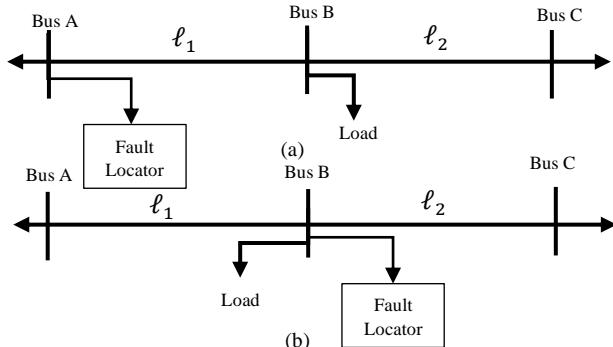 Bus A
ℓ1
Bus B
ℓ2
Bus C
Fault
Locator
Load
(a)
Bus A
ℓ1
Bus B
ℓ2
Bus C
Load
Fault
Locator
(b)